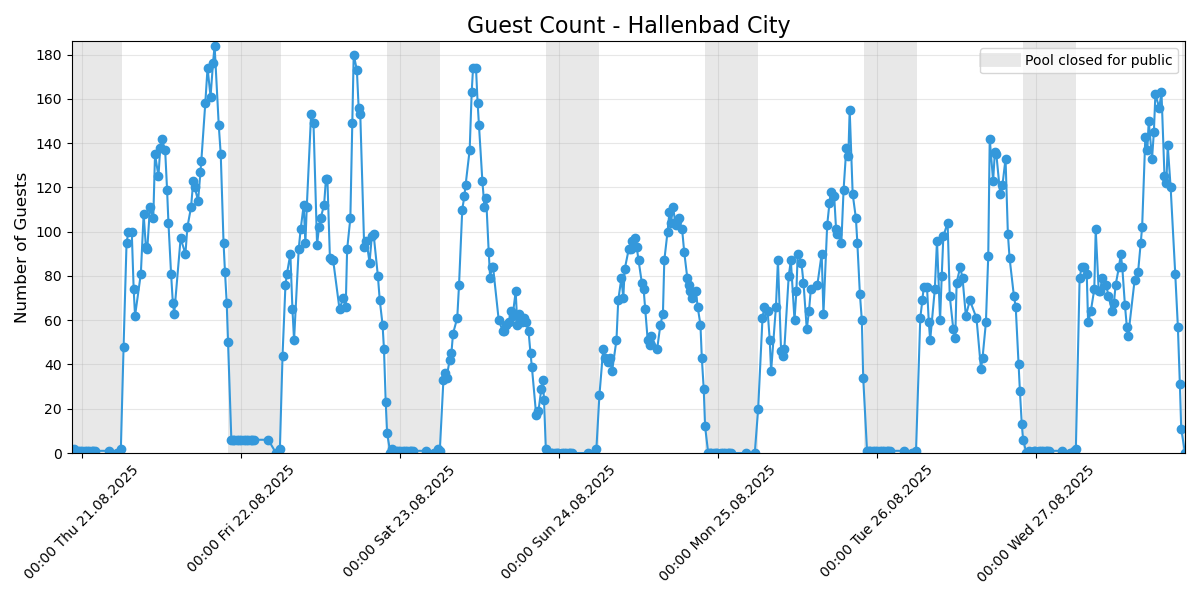 Guest Count - Hallenbad City
Pool closed for public
Number of Guests
180
160
140
120
100
80
60
40
20
0
00:00 Thu 21.08.2025
00:00 Fri 22.08.2025
00:00 Sat 23.08.2025
00:00 Sun 24.08.2025
00:00 Mon 25.08.2025
00:00 Tue 26.08.2025
00:00 Wed 27.08.2025